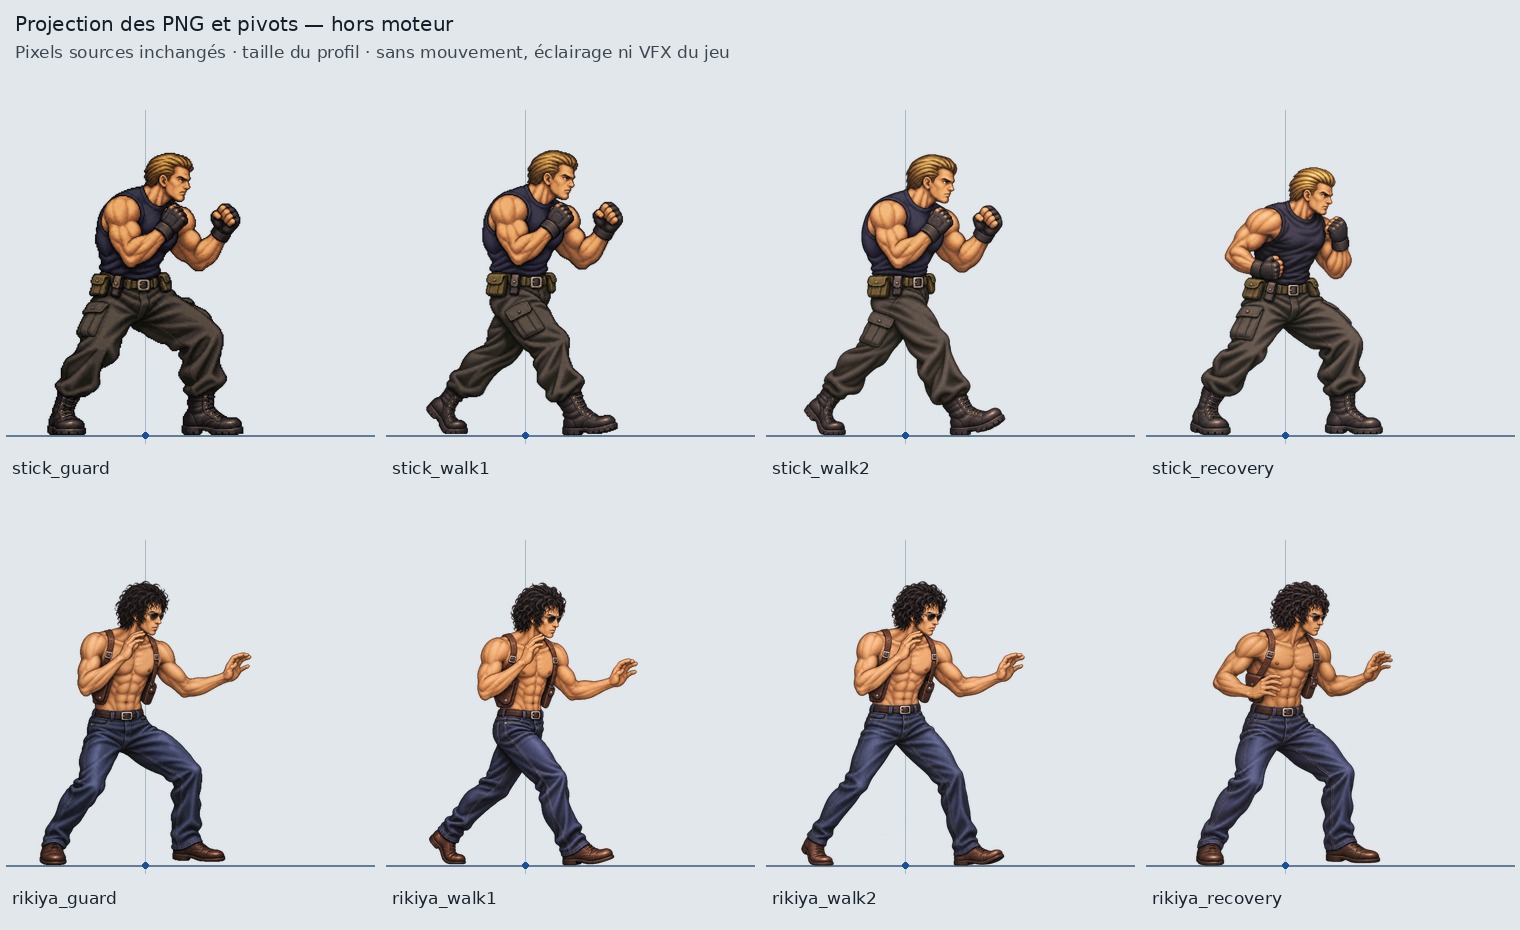 Projection des PNG et pivots — hors moteur
Pixels sources inchangés · taille du profil · sans mouvement, éclairage ni VFX du jeu
stick_guard
stick_walk1
stick_walk2
stick_recovery
rikiya_guard
rikiya_walk1
rikiya_walk2
rikiya_recovery